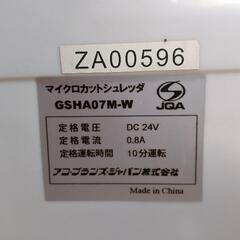 ZA00596
マイクロカットシュレッダ
GSHA07M-W
JQA
定格電圧 DC 24V
定格電流 0.8A
定格運転時間 10分運転
アコ・ブランズ・ジャパン株式会社
Made in China